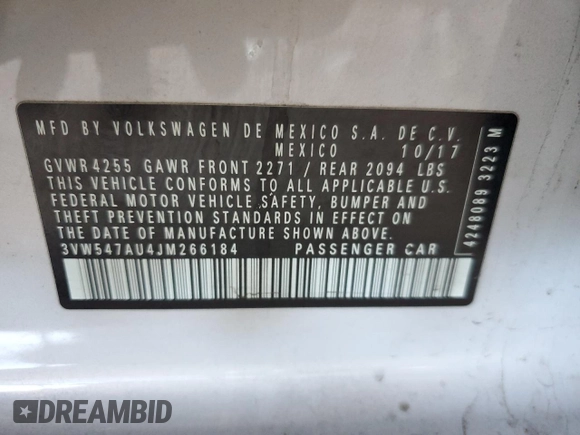 MFD BY VOLKSWAGEN DE MEXICO S.A. DE C.V.
MEXICO 10/17
GVWR 4255 GAWR FRONT 2271 / REAR 2094 LBS
THIS VEHICLE CONFORMS TO ALL APPLICABLE U.S.
FEDERAL MOTOR VEHICLE SAFETY, BUMPER AND
THEFT PREVENTION STANDARDS IN EFFECT ON
THE DATE OF MANUFACTURE SHOWN ABOVE.
3VW547AU4JM266184 PASSENGER CAR
4248089 3223 M
DREAMBID